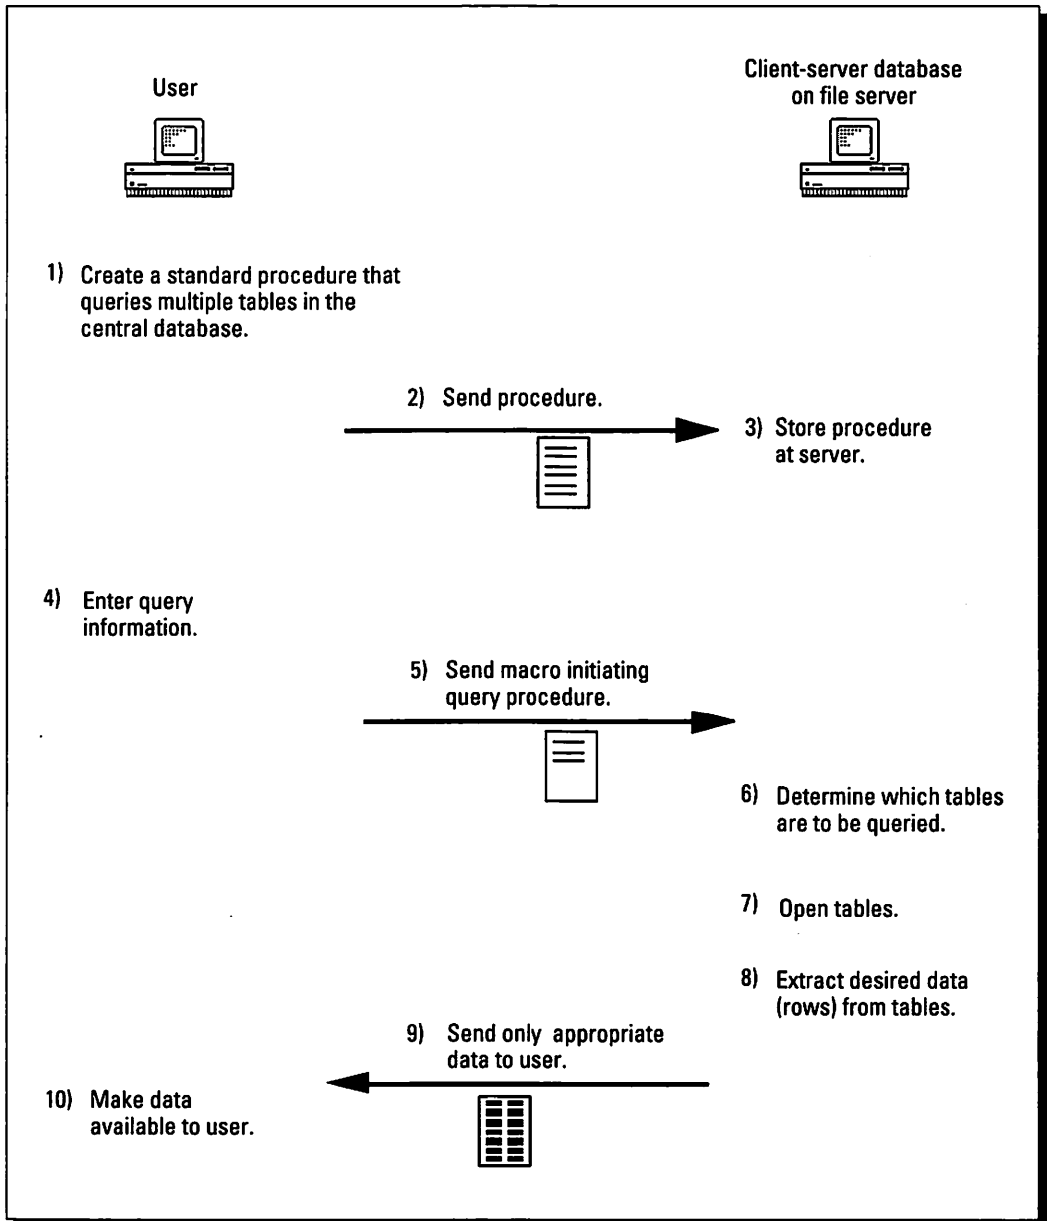 User
Client-server database
on file server
1) Create a standard procedure that
queries multiple tables in the
central database.
2) Send procedure.
3) Store procedure
at server.
4) Enter query
information.
5) Send macro initiating
query procedure.
6) Determine which tables
are to be queried.
7) Open tables.
8) Extract desired data
(rows) from tables.
9) Send only appropriate
data to user.
10) Make data
available to user.